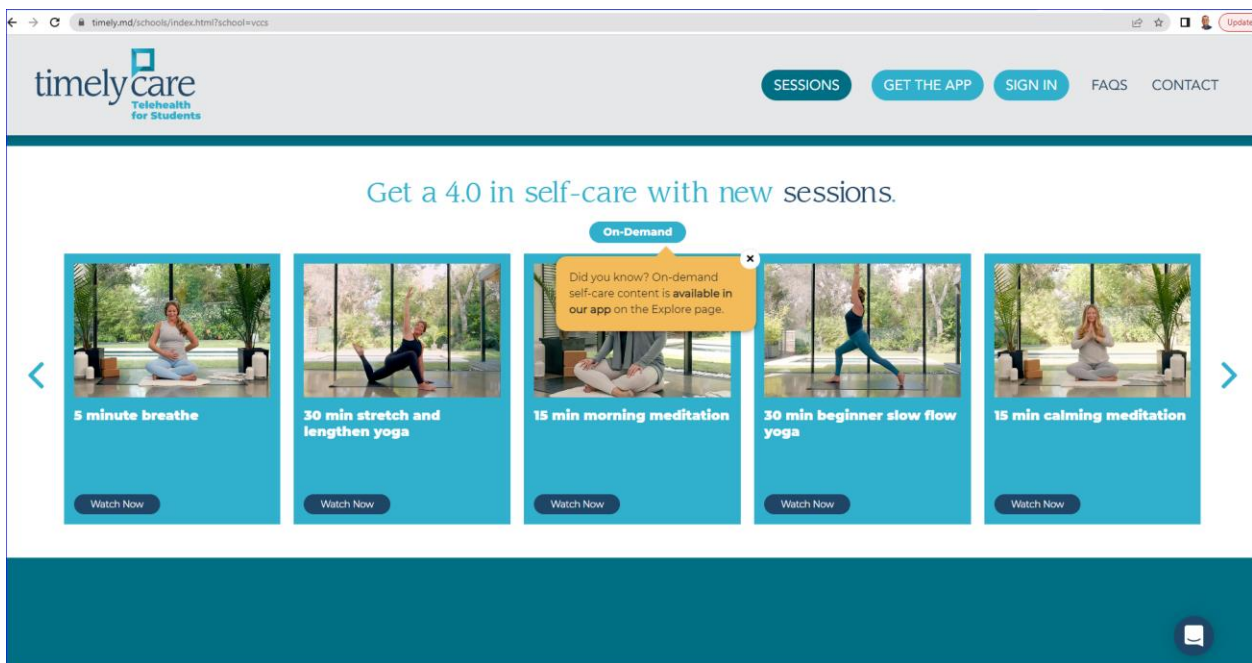 timely.md/schools/index.html?school=vccs
Update
timely care
Telehealth
for Students
SESSIONS
GET THE APP
SIGN IN
FAQS
CONTACT
Get a 4.0 in self-care with new sessions.
On-Demand
Did you know? On-demand
self-care content is available in
our app on the Explore page.
5 minute breathe
30 min stretch and
lengthen yoga
15 min morning meditation
30 min beginner slow flow
yoga
15 min calming meditation
Watch Now
Watch Now
Watch Now
Watch Now
Watch Now